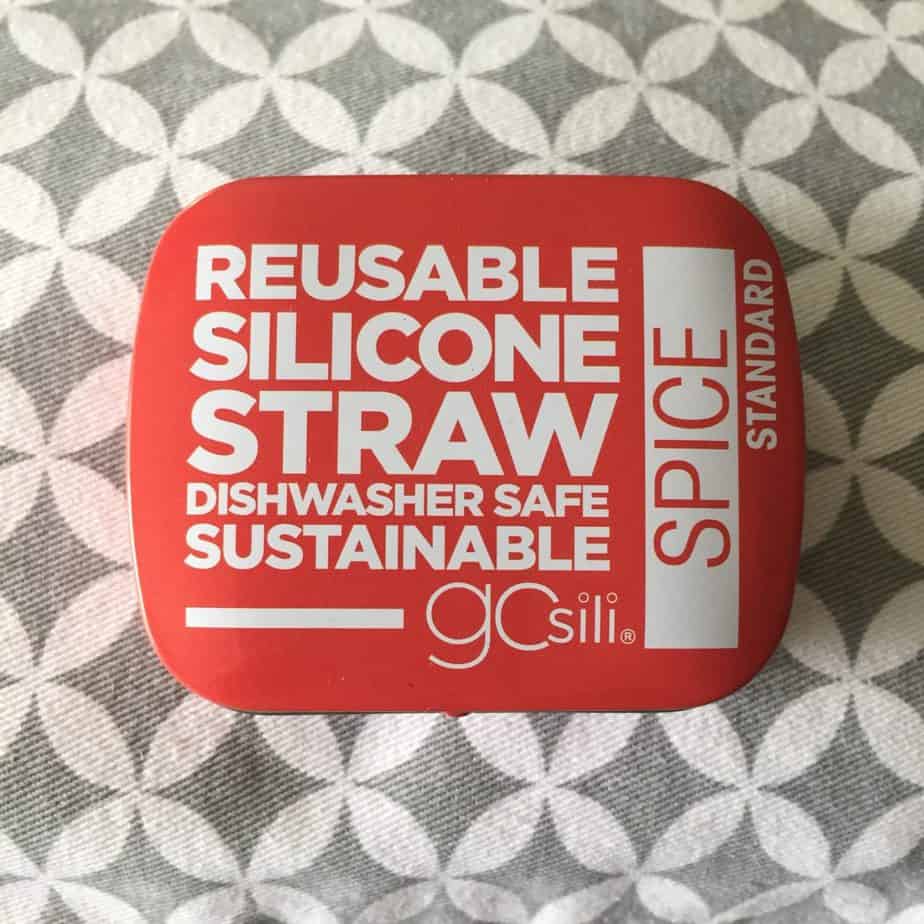 REUSABLE
SILICONE
STRAW
DISHWASHER SAFE
SUSTAINABLE
gosili®
SPICE
STANDARD